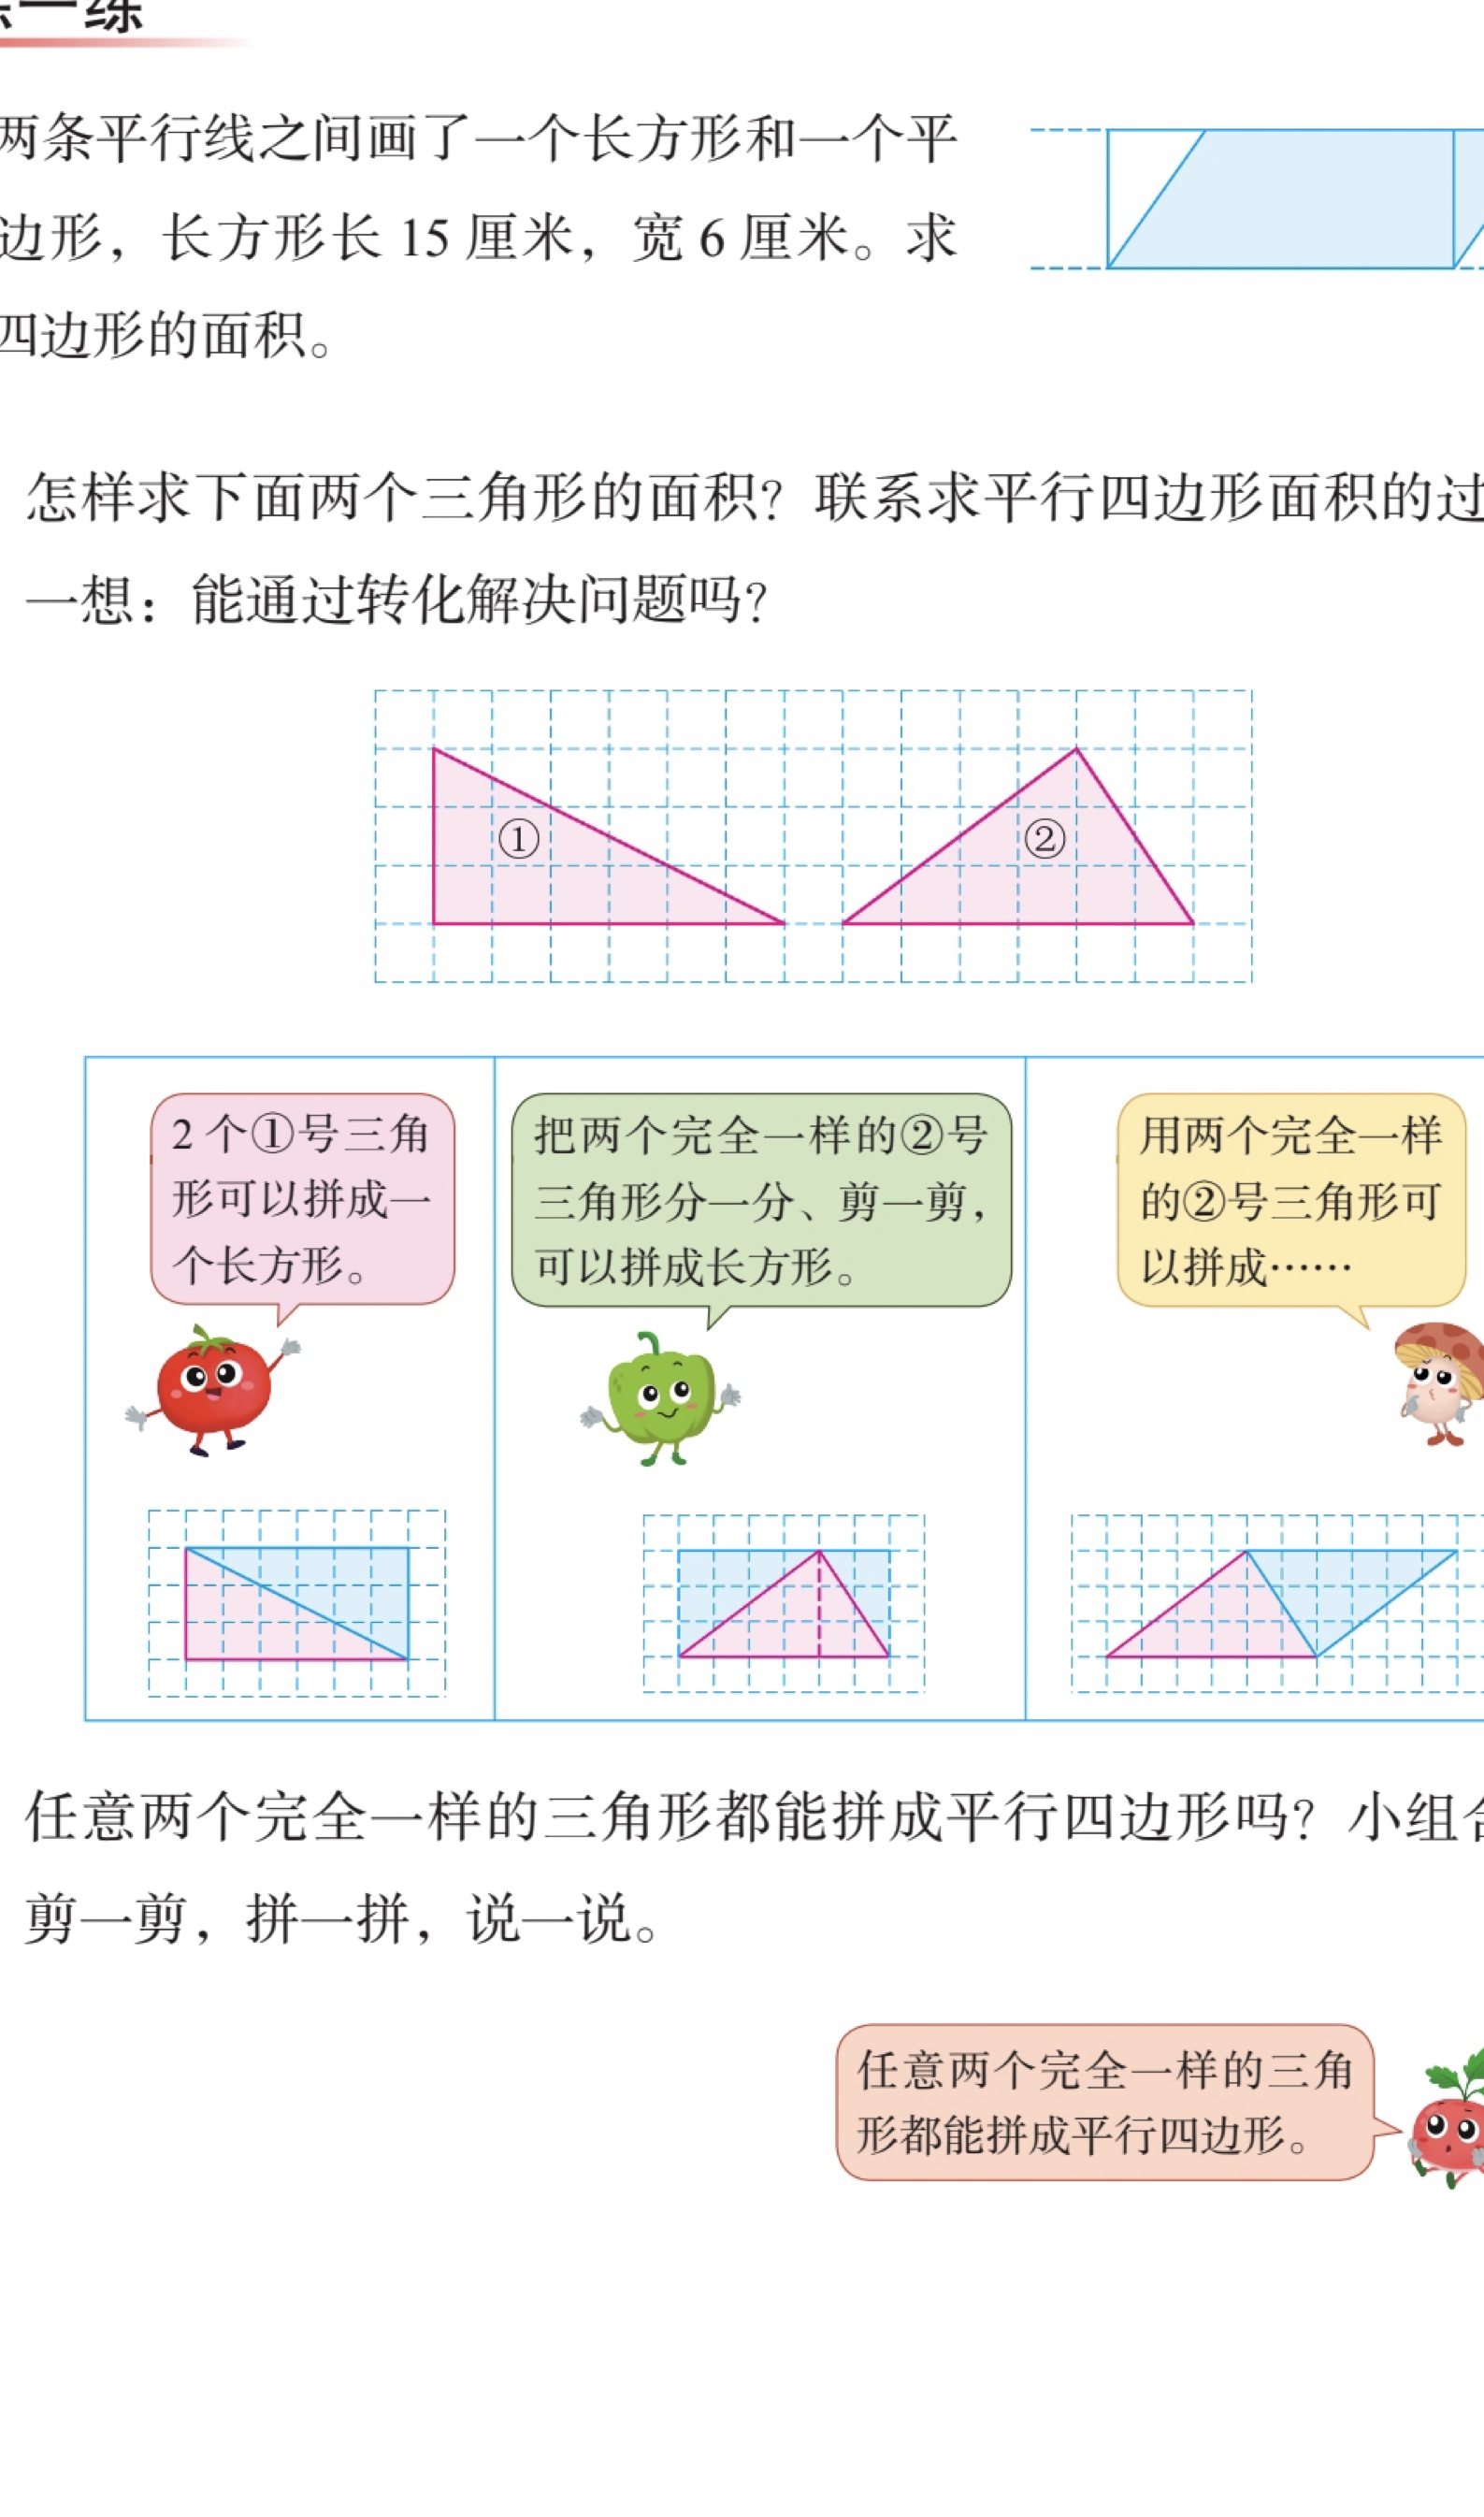 一练
两条平行线之间画了一个长方形和一个平
边形，长方形长 15 厘米，宽 6 厘米。求
四边形的面积。
怎样求下面两个三角形的面积？联系求平行四边形面积的过
一想：能通过转化解决问题吗？
① ②
2 个①号三角
形可以拼成一
个长方形。
把两个完全一样的②号
三角形分一分、剪一剪，
可以拼成长方形。
用两个完全一样
的②号三角形可
以拼成……
任意两个完全一样的三角形都能拼成平行四边形吗？小组
剪一剪，拼一拼，说一说。
任意两个完全一样的三角
形都能拼成平行四边形。